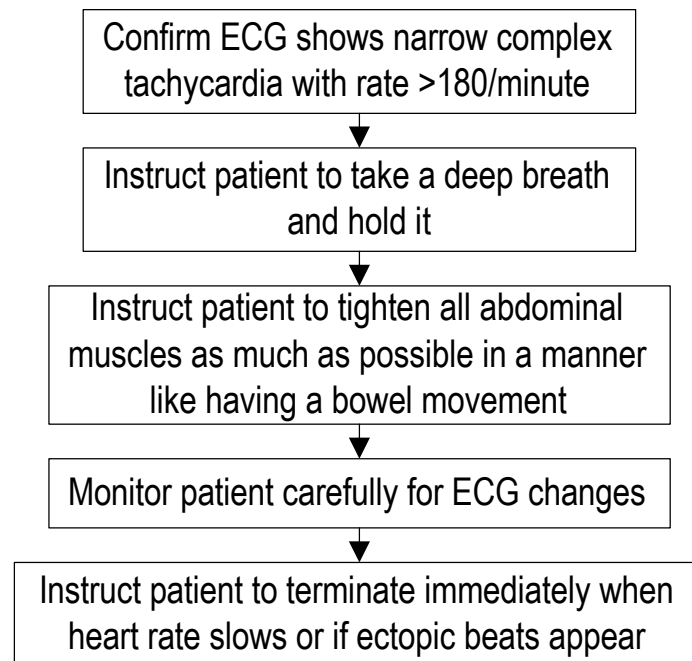 Confirm ECG shows narrow complex
tachycardia with rate >180/minute
Instruct patient to take a deep breath
and hold it
Instruct patient to tighten all abdominal
muscles as much as possible in a manner
like having a bowel movement
Monitor patient carefully for ECG changes
Instruct patient to terminate immediately when
heart rate slows or if ectopic beats appear